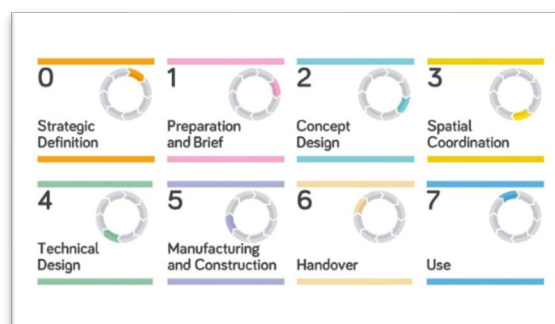 0
Strategic
Definition
1
Preparation
and Brief
2
Concept
Design
3
Spatial
Coordination
4
Technical
Design
5
Manufacturing
and Construction
6
Handover
7
Use